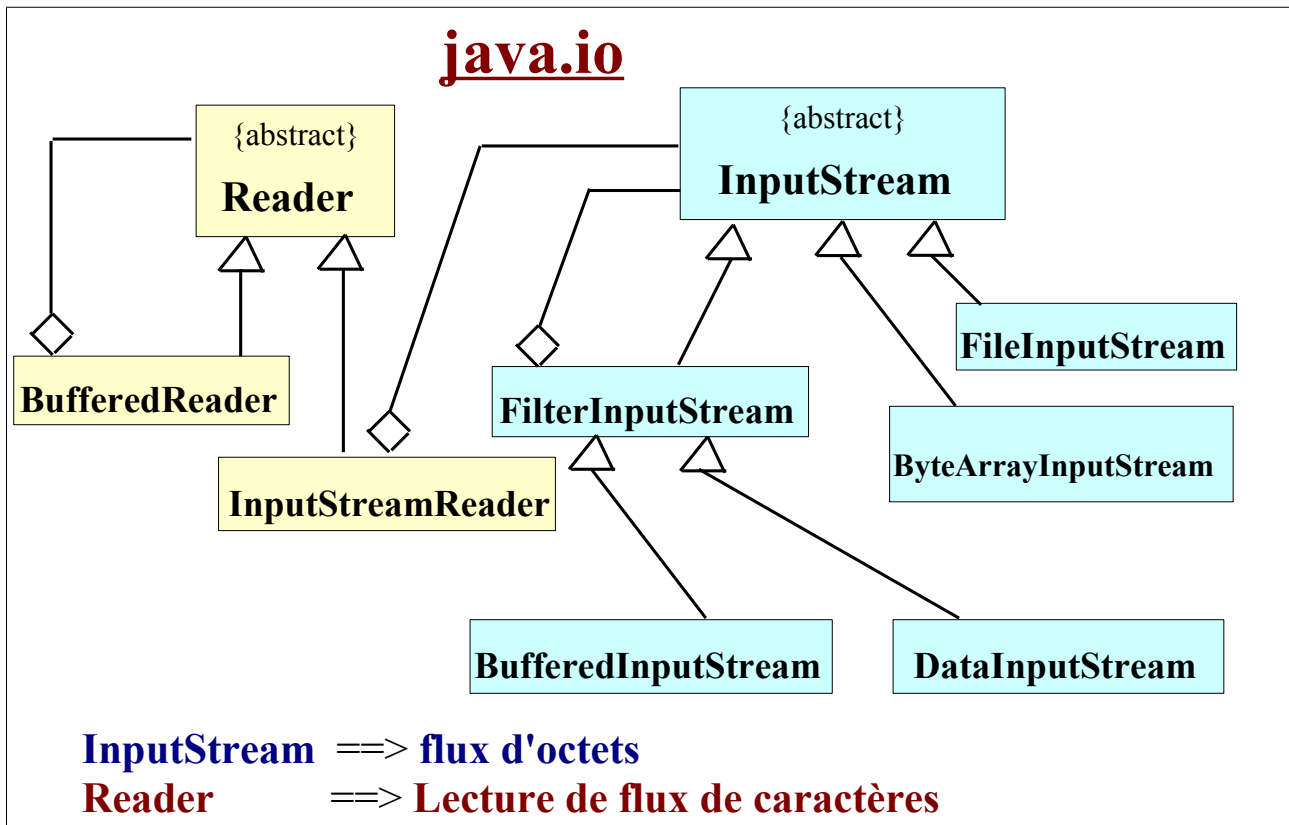 java.io
{abstract}
Reader
{abstract}
InputStream
BufferedReader
InputStreamReader
FilterInputStream
FileInputStream
ByteArrayInputStream
BufferedInputStream
DataInputStream
InputStream ==> flux d'octets
Reader ==> Lecture de flux de caractères